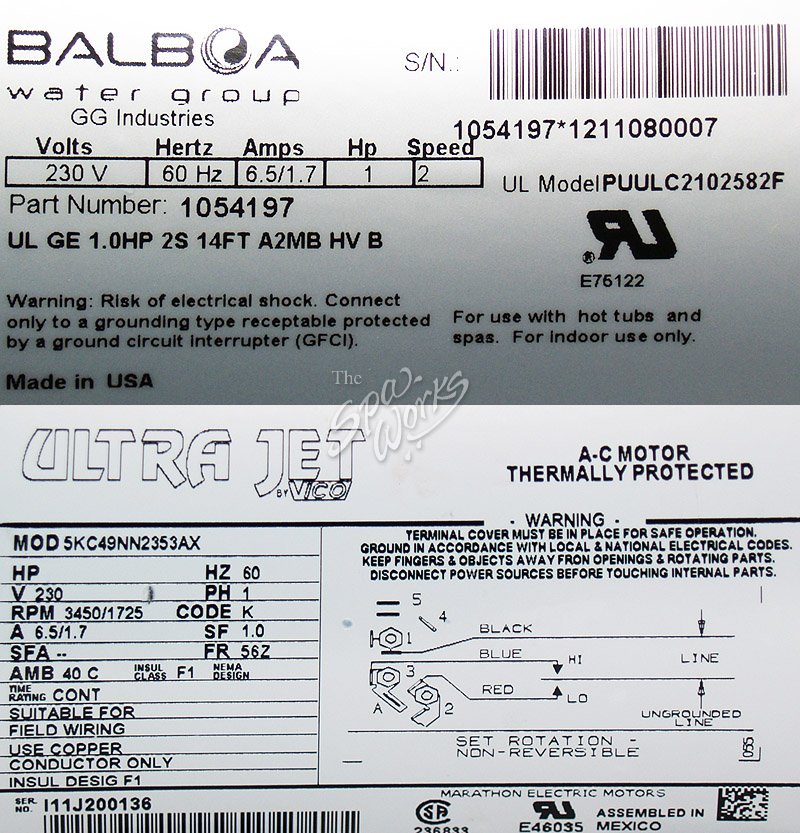 BALBOA
water group
GG Industries
S/N.:
1054197*1211080007
Volts Hertz Amps Hp Speed
230 V 60 Hz 6.5/1.7 1 2
UL Model PUULC2102582F
Part Number: 1054197
UL GE 1.0HP 2S 14FT A2MB HV B
E75122
Warning: Risk of electrical shock. Connect
only to a grounding type receptable protected
by a ground circuit interrupter (GFCI).
For use with hot tubs and
spas. For indoor use only.
Made in USA
The
Spa Works
ULTRA JET
BY VICO
A-C MOTOR
THERMALLY PROTECTED
- WARNING -
TERMINAL COVER MUST BE IN PLACE FOR SAFE OPERATION.
GROUND IN ACCORDANCE WITH LOCAL & NATIONAL ELECTRICAL CODES.
KEEP FINGERS & OBJECTS AWAY FRON OPENINGS & ROTATING PARTS.
DISCONNECT POWER SOURCES BEFORE TOUCHING INTERNAL PARTS.
MOD 5KC49NN2353AX
HP HZ 60
V 230 PH 1
RPM 3450/1725 CODE K
A 6.5/1.7 SF 1.0
SFA -- FR 56Z
AMB 40 C INSUL CLASS F1 NEMA DESIGN
TIME RATING CONT
SUITABLE FOR
FIELD WIRING
USE COPPER
CONDUCTOR ONLY
INSUL DESIG F1
5
4
1
BLACK
BLUE
HI
LINE
3
RED
LO
A
2
UNGROUNDED
LINE
SET ROTATION -
NON-REVERSIBLE
SER. NO. I11J200136
MARATHON ELECTRIC MOTORS
236833
E46035
ASSEMBLED IN
MEXICO